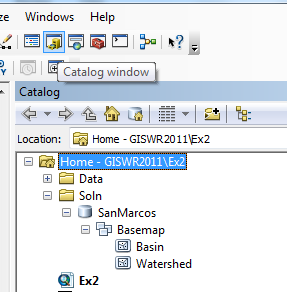 ze Windows Help
Catalog window
Catalog
Location: Home - GISWR2011\Ex2
Home - GISWR2011\Ex2
Data
Soln
SanMarcos
Basemap
Basin
Watershed
Ex2